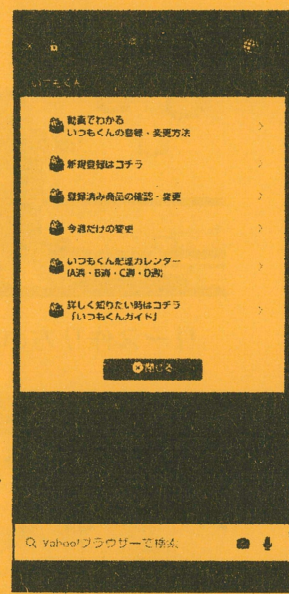 いつもくん
動画でわかる
いつもくんの登録・変更方法
新規登録はコチラ
登録済み商品の確認・変更
今週だけの変更
いつもくん配達カレンダー
(A週・B週・C週・D週)
詳しく知りたい時はコチラ
「いつもくんガイド」
閉じる
Yahoo!ブラウザーで検索